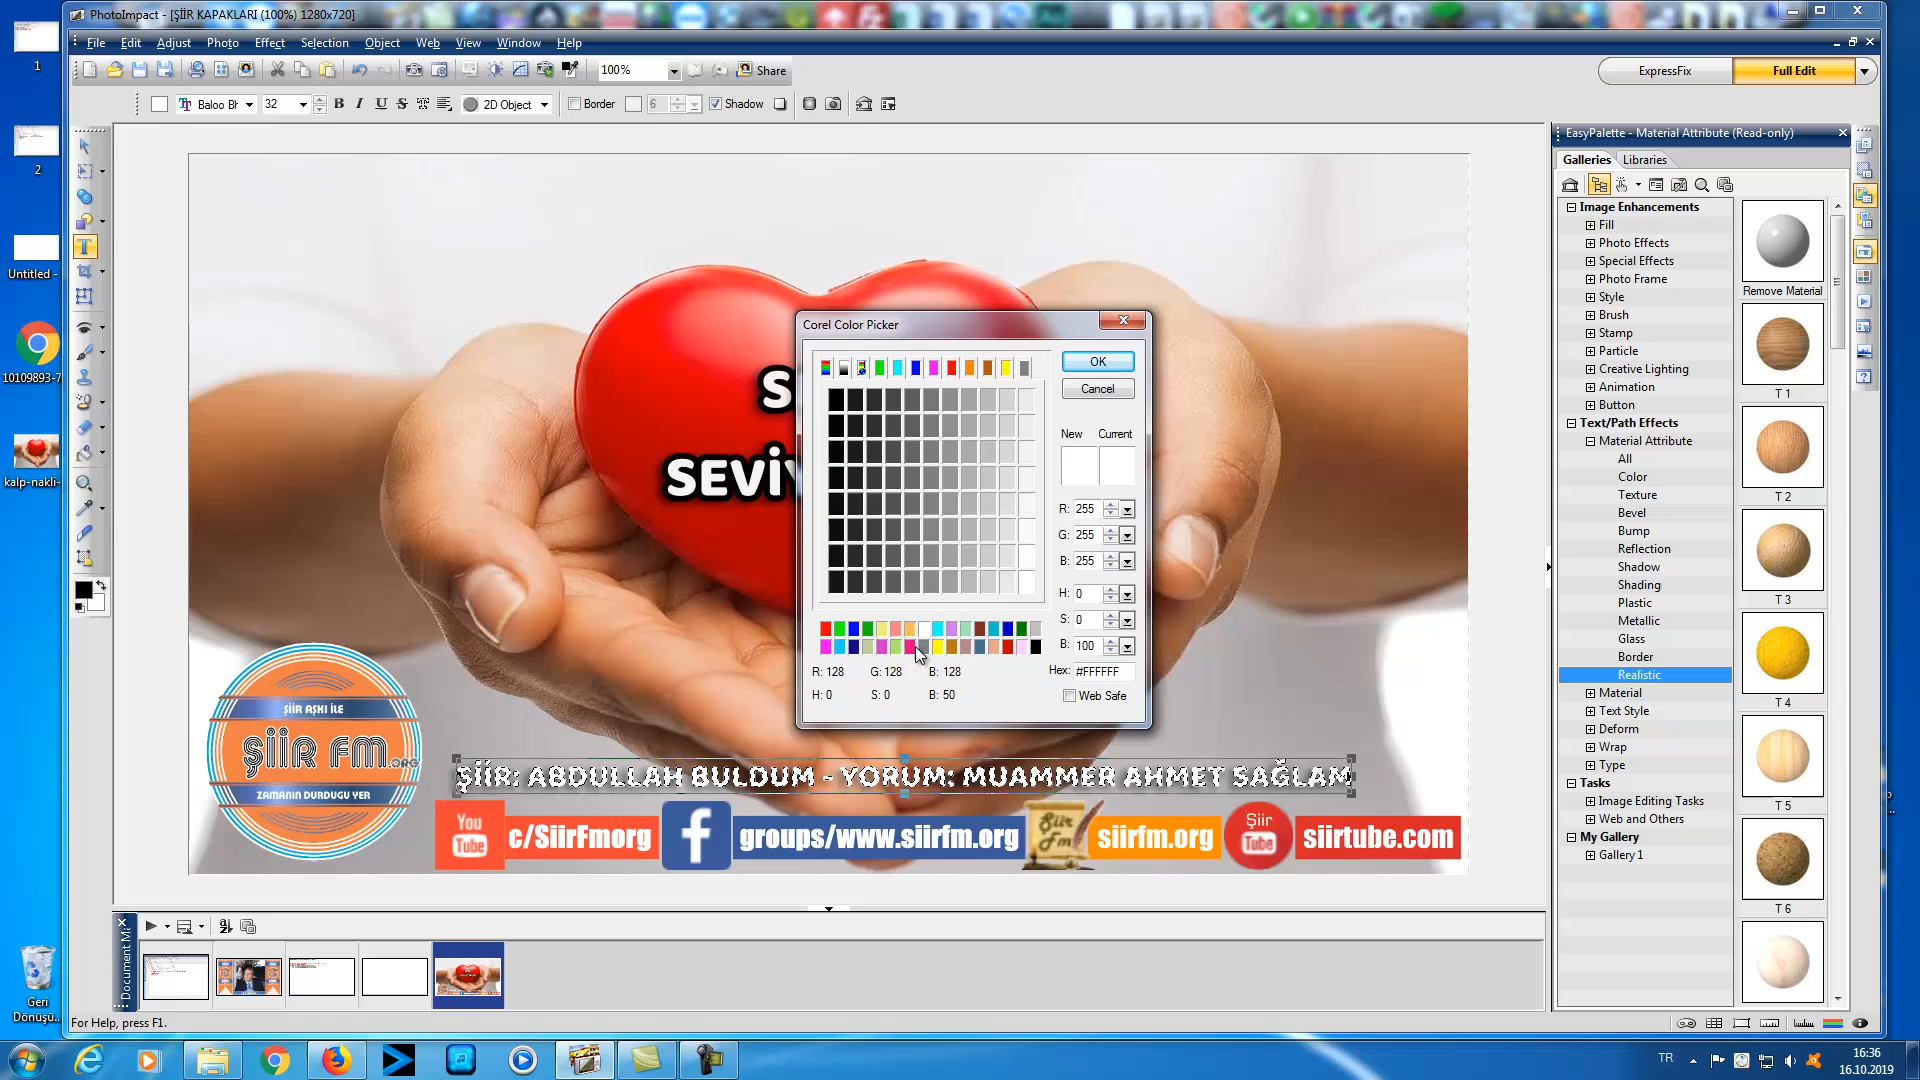 PhotoImpact - [ŞİİR KAPAKLARI (100%) 1280x720]
File Edit Adjust Photo Effect Selection Object Web View Window Help
100% Share ExpressFix Full Edit
Baloo Bh 32 B I U S 2D Object Border 6 Shadow
1
2
Untitled -
10109893-7
kalp-nakli-
Geri
Dönüşü...
SEVİ
ŞİİR AŞKI İLE
ŞİİR FM.ORG
ZAMANIN DURDUGU YER
ŞİİR: ABDULLAH BULDUM - YORUM: MUAMMER AHMET SAĞLAM
You Tube c/SiirFmorg
f groups/www.siirfm.org
Şiir Fm siirfm.org
Şiir Tube siirtube.com
Corel Color Picker
OK
Cancel
New Current
R: 255
G: 255
B: 255
H: 0
S: 0
B: 100
Hex: #FFFFFF
Web Safe
R: 128 G: 128 B: 128
H: 0 S: 0 B: 50
EasyPalette - Material Attribute (Read-only)
Galleries Libraries
Image Enhancements
Fill
Photo Effects
Special Effects
Photo Frame
Style
Brush
Stamp
Particle
Creative Lighting
Animation
Button
Text/Path Effects
Material Attribute
All
Color
Texture
Bevel
Bump
Reflection
Shadow
Shading
Plastic
Metallic
Glass
Border
Realistic
Material
Text Style
Deform
Wrap
Type
Tasks
Image Editing Tasks
Web and Others
My Gallery
Gallery 1
Remove Material
T 1
T 2
T 3
T 4
T 5
T 6
For Help, press F1.
TR
16:36
16.10.2019